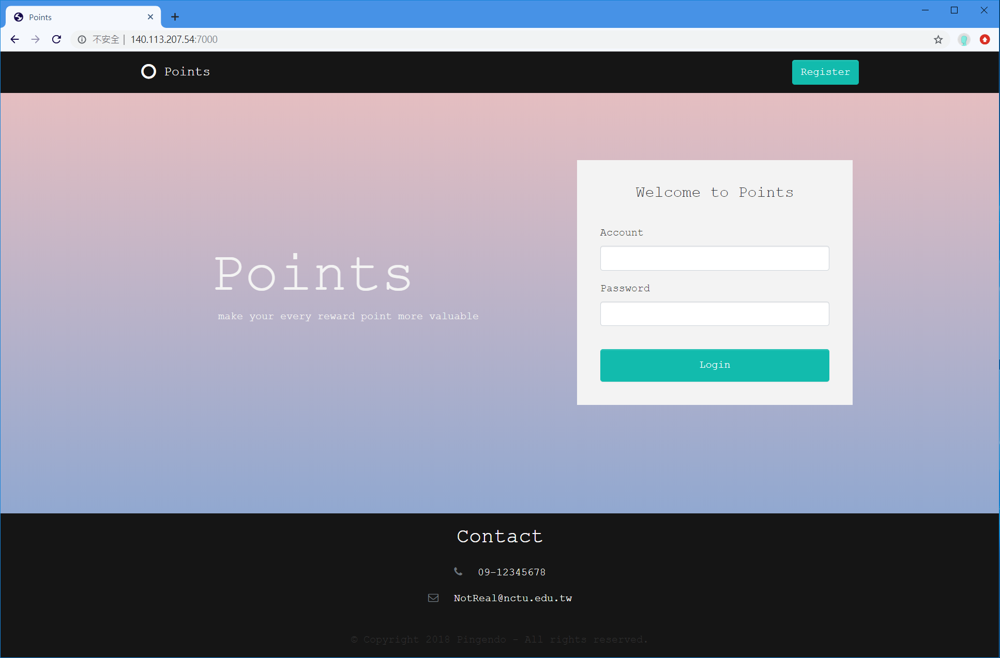 Points
不安全 | 140.113.207.54:7000
Points
Register
Welcome to Points
Account
Points
Password
make your every reward point more valuable
Login
Contact
09-12345678
NotReal@nctu.edu.tw
© Copyright 2018 Pingendo - All rights reserved.